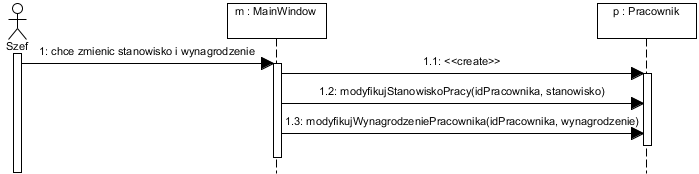 m : MainWindow
p : Pracownik
Szef
1: chce zmienic stanowisko i wynagrodzenie
1.1: <<create>>
1.2: modyfikujStanowiskoPracy(idPracownika, stanowisko)
1.3: modyfikujWynagrodzeniePracownika(idPracownika, wynagrodzenie)